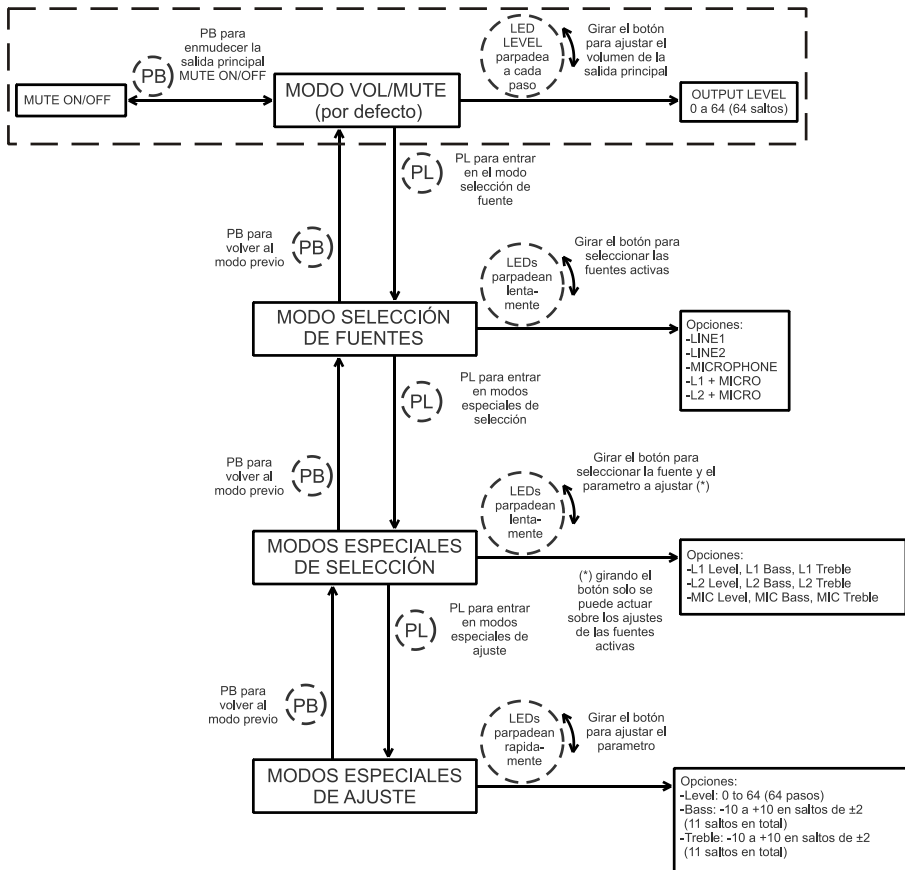 PB para
enmudecer la
salida principal
MUTE ON/OFF
PB
MUTE ON/OFF
MODO VOL/MUTE
(por defecto)
LED
LEVEL
parpadea
a cada
paso
Girar el botón
para ajustar el
volumen de la
salida principal
OUTPUT LEVEL
0 a 64 (64 saltos)
PL
PL para entrar
en el modo
selección de
fuente
PB para
volver al
modo previo
PB
LEDs
parpadean
lenta-
mente
Girar el botón para
seleccionar las
fuentes activas
MODO SELECCIÓN
DE FUENTES
Opciones:
-LINE1
-LINE2
-MICROPHONE
-L1 + MICRO
-L2 + MICRO
PL
PL para entrar
en modos
especiales de
selección
PB para
volver al
modo previo
PB
LEDs
parpadean
lenta-
mente
Girar el botón para
seleccionar la fuente y el
parametro a ajustar (*)
MODOS ESPECIALES
DE SELECCIÓN
(*) girando el
botón solo se
puede actuar
sobre los ajustes
de las fuentes
activas
Opciones:
-L1 Level, L1 Bass, L1 Treble
-L2 Level, L2 Bass, L2 Treble
-MIC Level, MIC Bass, MIC Treble
PL
PL para entrar
en modos
especiales de
ajuste
PB para
volver al
modo previo
PB
LEDs
parpadean
rapida-
mente
Girar el botón
para ajustar el
parametro
MODOS ESPECIALES
DE AJUSTE
Opciones:
-Level: 0 to 64 (64 pasos)
-Bass: -10 a +10 en saltos de ±2
(11 saltos en total)
-Treble: -10 a +10 en saltos de ±2
(11 saltos en total)